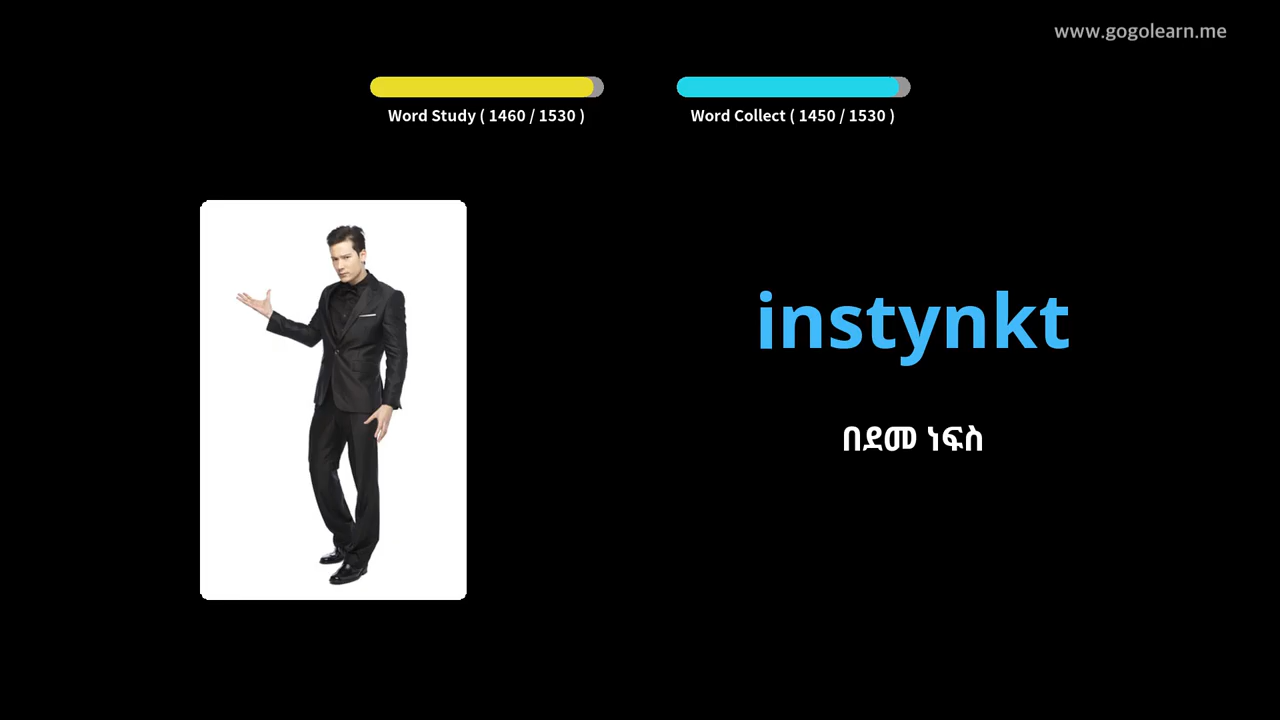 www.gogolearn.me
Word Study ( 1460 / 1530 )
Word Collect ( 1450 / 1530 )
instynkt
በደመ ነፍስ